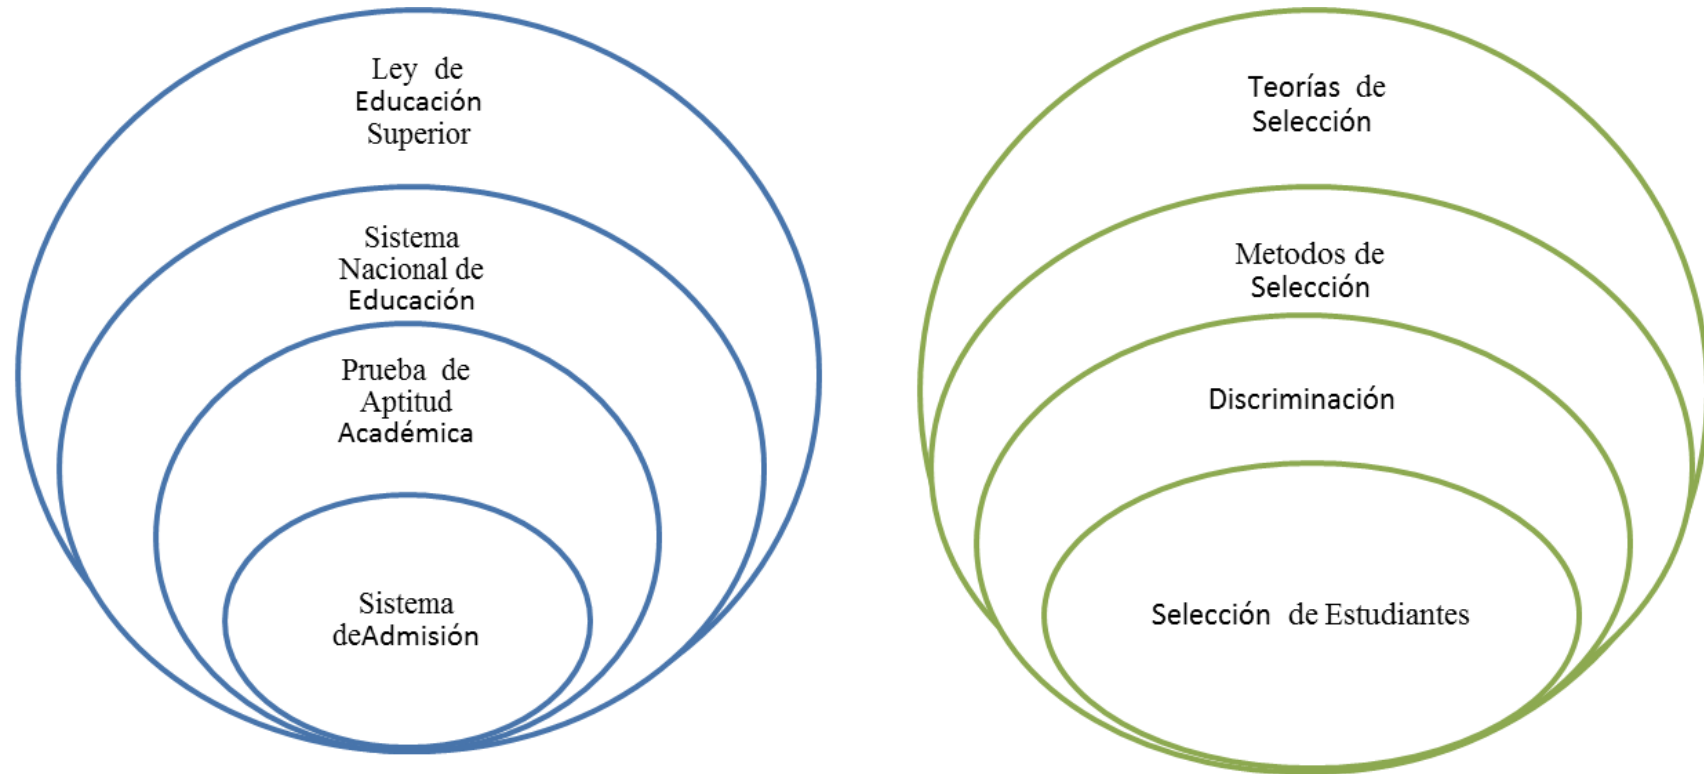 Ley de
Educación
Superior
Sistema
Nacional de
Educación
Prueba de
Aptitud
Académica
Sistema
deAdmisión
Teorías de
Selección
Metodos de
Selección
Discriminación
Selección de Estudiantes